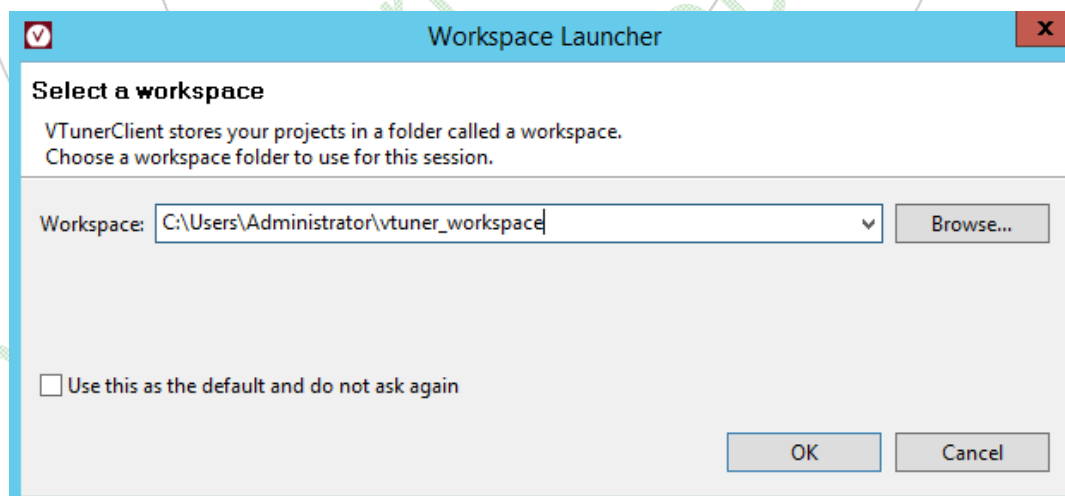 Workspace Launcher
x
Select a workspace
VTunerClient stores your projects in a folder called a workspace.
Choose a workspace folder to use for this session.
Workspace: C:\Users\Administrator\vtuner_workspace Browse...
Use this as the default and do not ask again
OK Cancel